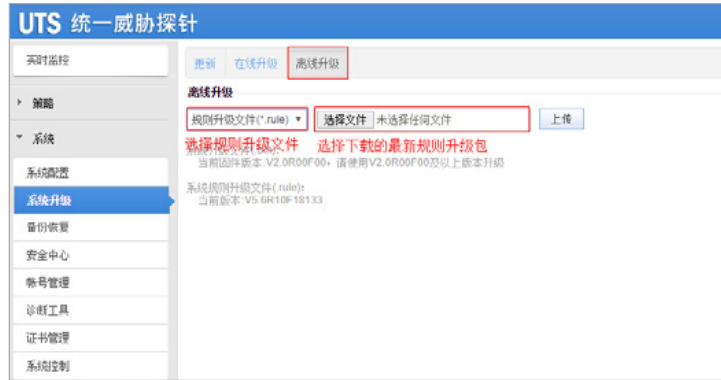 UTS 统一威胁探针
实时监控
更新 在线升级 离线升级
离线升级
策略
规则升级文件(*.rule) 选择文件 未选择任何文件 上传
选择规则升级文件 选择下载的最新规则升级包
系统
当前固件版本:V2.0R00F00，请使用V2.0R00F00及以上版本升级
系统配置
系统规则升级文件(.rule):
当前版本:V5.6R10F18133
系统升级
备份恢复
安全中心
帐号管理
诊断工具
证书管理
系统控制